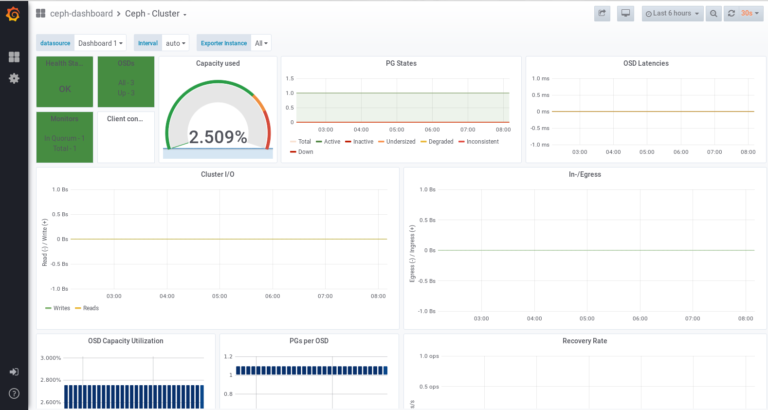 ceph-dashboard > Ceph - Cluster
Last 6 hours
30s
datasource Dashboard 1 Interval auto Exporter Instance All
Health Sta...
OK
OSDs
All - 3
Up - 3
Monitors
In Quorum - 1
Total - 1
Client con...
Capacity used
2.509%
PG States
1.5
1.0
0.5
0
03:00 04:00 05:00 06:00 07:00 08:00
Total Active Inactive Undersized Degraded Inconsistent
Down
OSD Latencies
1.0 ms
0.5 ms
0 ms
-0.5 ms
-1.0 ms
03:00 04:00 05:00 06:00 07:00 08:00
Cluster I/O
Read (-) / Write (+)
1.0 Bs
0.5 Bs
0 Bs
-0.5 Bs
-1.0 Bs
03:00 04:00 05:00 06:00 07:00 08:00
Writes Reads
In-/Egress
Egress (-) / Ingress (+)
1.0 Bs
0.5 Bs
0 Bs
-0.5 Bs
-1.0 Bs
03:00 04:00 05:00 06:00 07:00 08:00
OSD Capacity Utilization
3.000%
2.800%
2.600%
PGs per OSD
1.2
1
0.8
Recovery Rate
1.0 ops
0.5 ops